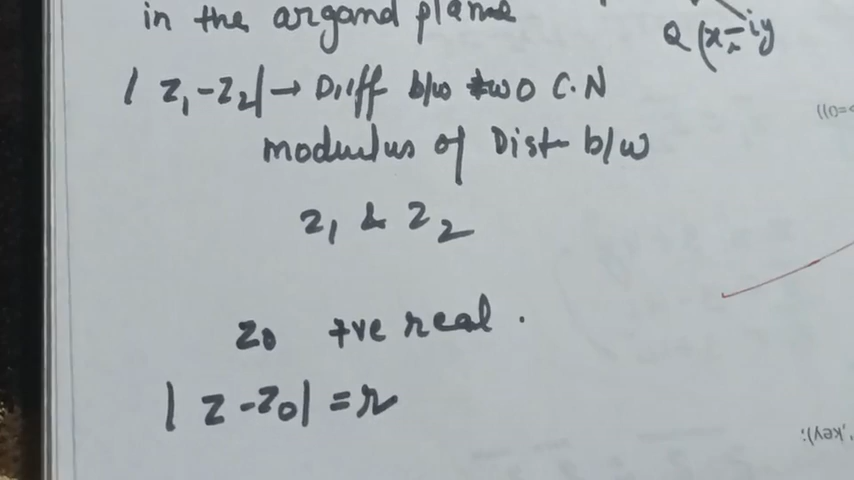 in the argand plane
Q (x-iy
| z₁-z₂| → Diff b/w two C.N
modulus of Dist b/w
z₁ & z₂
z₀ +ve real .
| z-z₀| = r